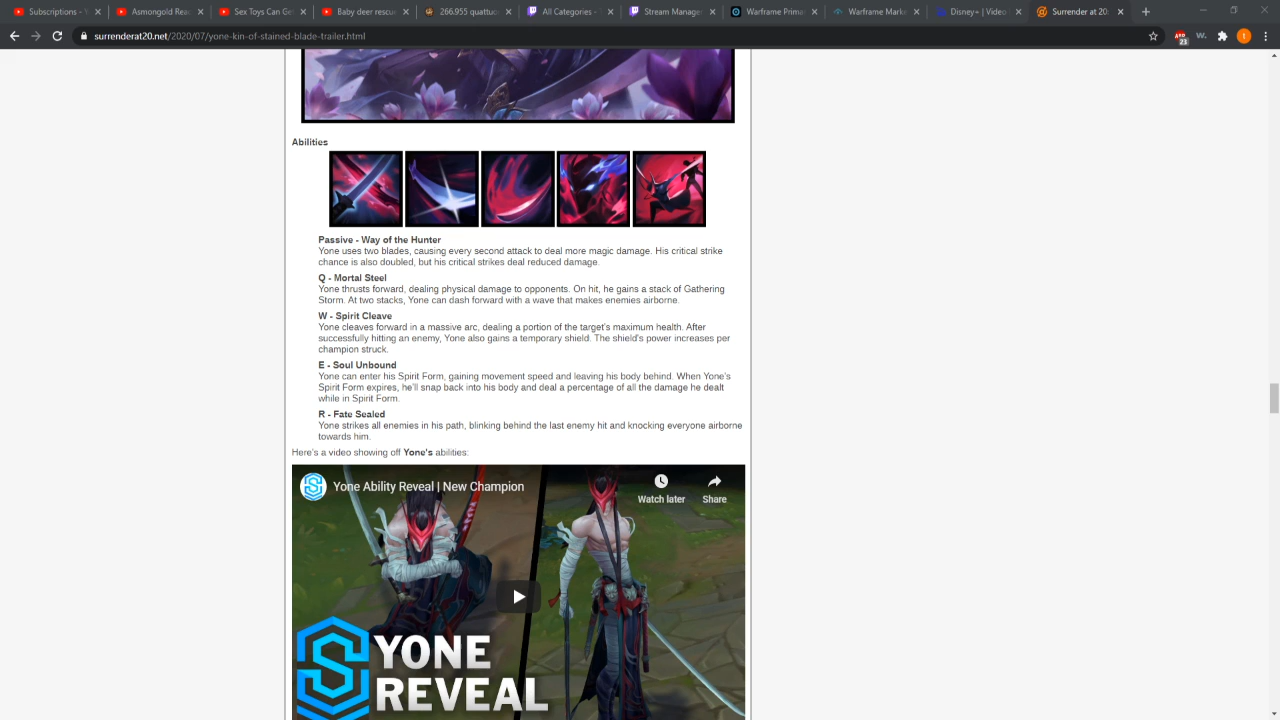 Subscriptions - Y
Asmongold Reac
Sex Toys Can Ge
Baby deer rescue
266.955 quattuo
All Categories -
Stream Manage
Warframe Prima
Warframe Marke
Disney+ | Video
Surrender at 20:
surrenderat20.net/2020/07/yone-kin-of-stained-blade-trailer.html
23
W.
t
Abilities
Passive - Way of the Hunter
Yone uses two blades, causing every second attack to deal more magic damage. His critical strike
chance is also doubled, but his critical strikes deal reduced damage.
Q - Mortal Steel
Yone thrusts forward, dealing physical damage to opponents. On hit, he gains a stack of Gathering
Storm. At two stacks, Yone can dash forward with a wave that makes enemies airborne.
W - Spirit Cleave
Yone cleaves forward in a massive arc, dealing a portion of the target's maximum health. After
successfully hitting an enemy, Yone also gains a temporary shield. The shield's power increases per
champion struck.
E - Soul Unbound
Yone can enter his Spirit Form, gaining movement speed and leaving his body behind. When Yone's
Spirit Form expires, he'll snap back into his body and deal a percentage of all the damage he dealt
while in Spirit Form.
R - Fate Sealed
Yone strikes all enemies in his path, blinking behind the last enemy hit and knocking everyone airborne
towards him.
Here's a video showing off Yone's abilities:
Yone Ability Reveal | New Champion
Watch later
Share
YONE
REVEAL